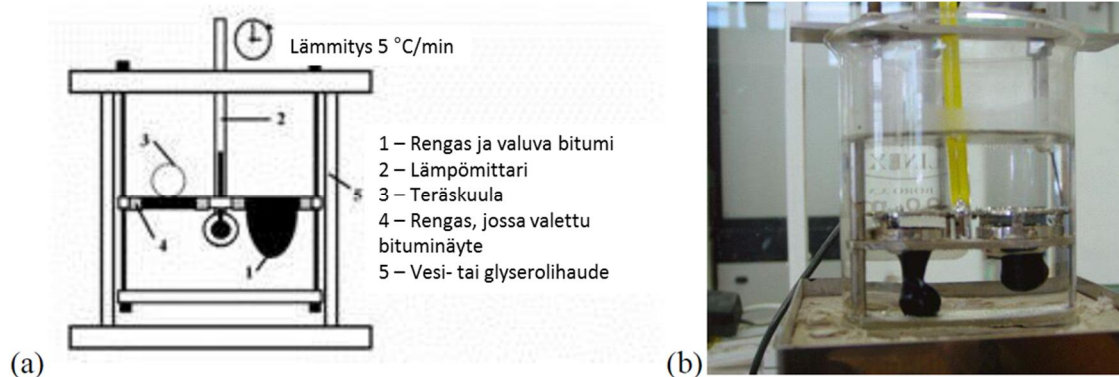 Lämmitys 5 °C/min
1 – Rengas ja valuva bitumi
2 – Lämpömittari
3 – Teräskuula
4 – Rengas, jossa valettu
bituminäyte
5 – Vesi- tai glyserolihaude
3
2
5
4
1
(a)
(b)